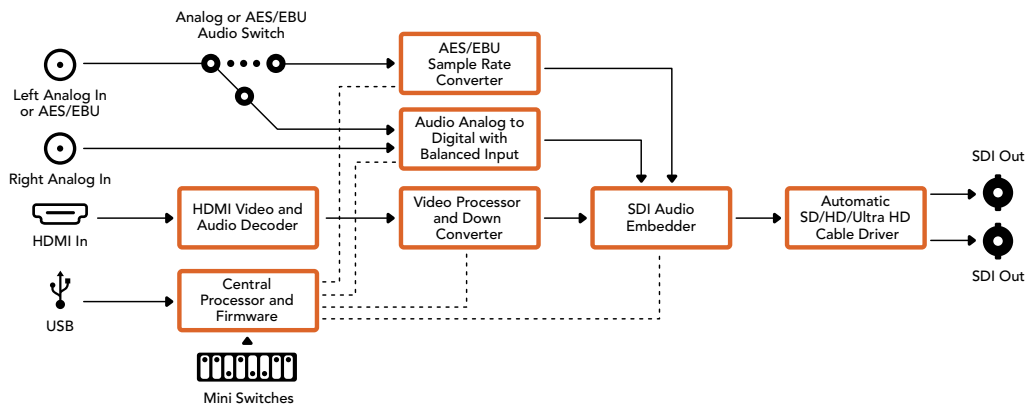 Analog or AES/EBU
Audio Switch
Left Analog In
or AES/EBU
AES/EBU
Sample Rate
Converter
Right Analog In
Audio Analog to
Digital with
Balanced Input
HDMI In
HDMI Video and
Audio Decoder
Video Processor
and Down
Converter
SDI Audio
Embedder
Automatic
SD/HD/Ultra HD
Cable Driver
SDI Out
SDI Out
USB
Central
Processor and
Firmware
Mini Switches